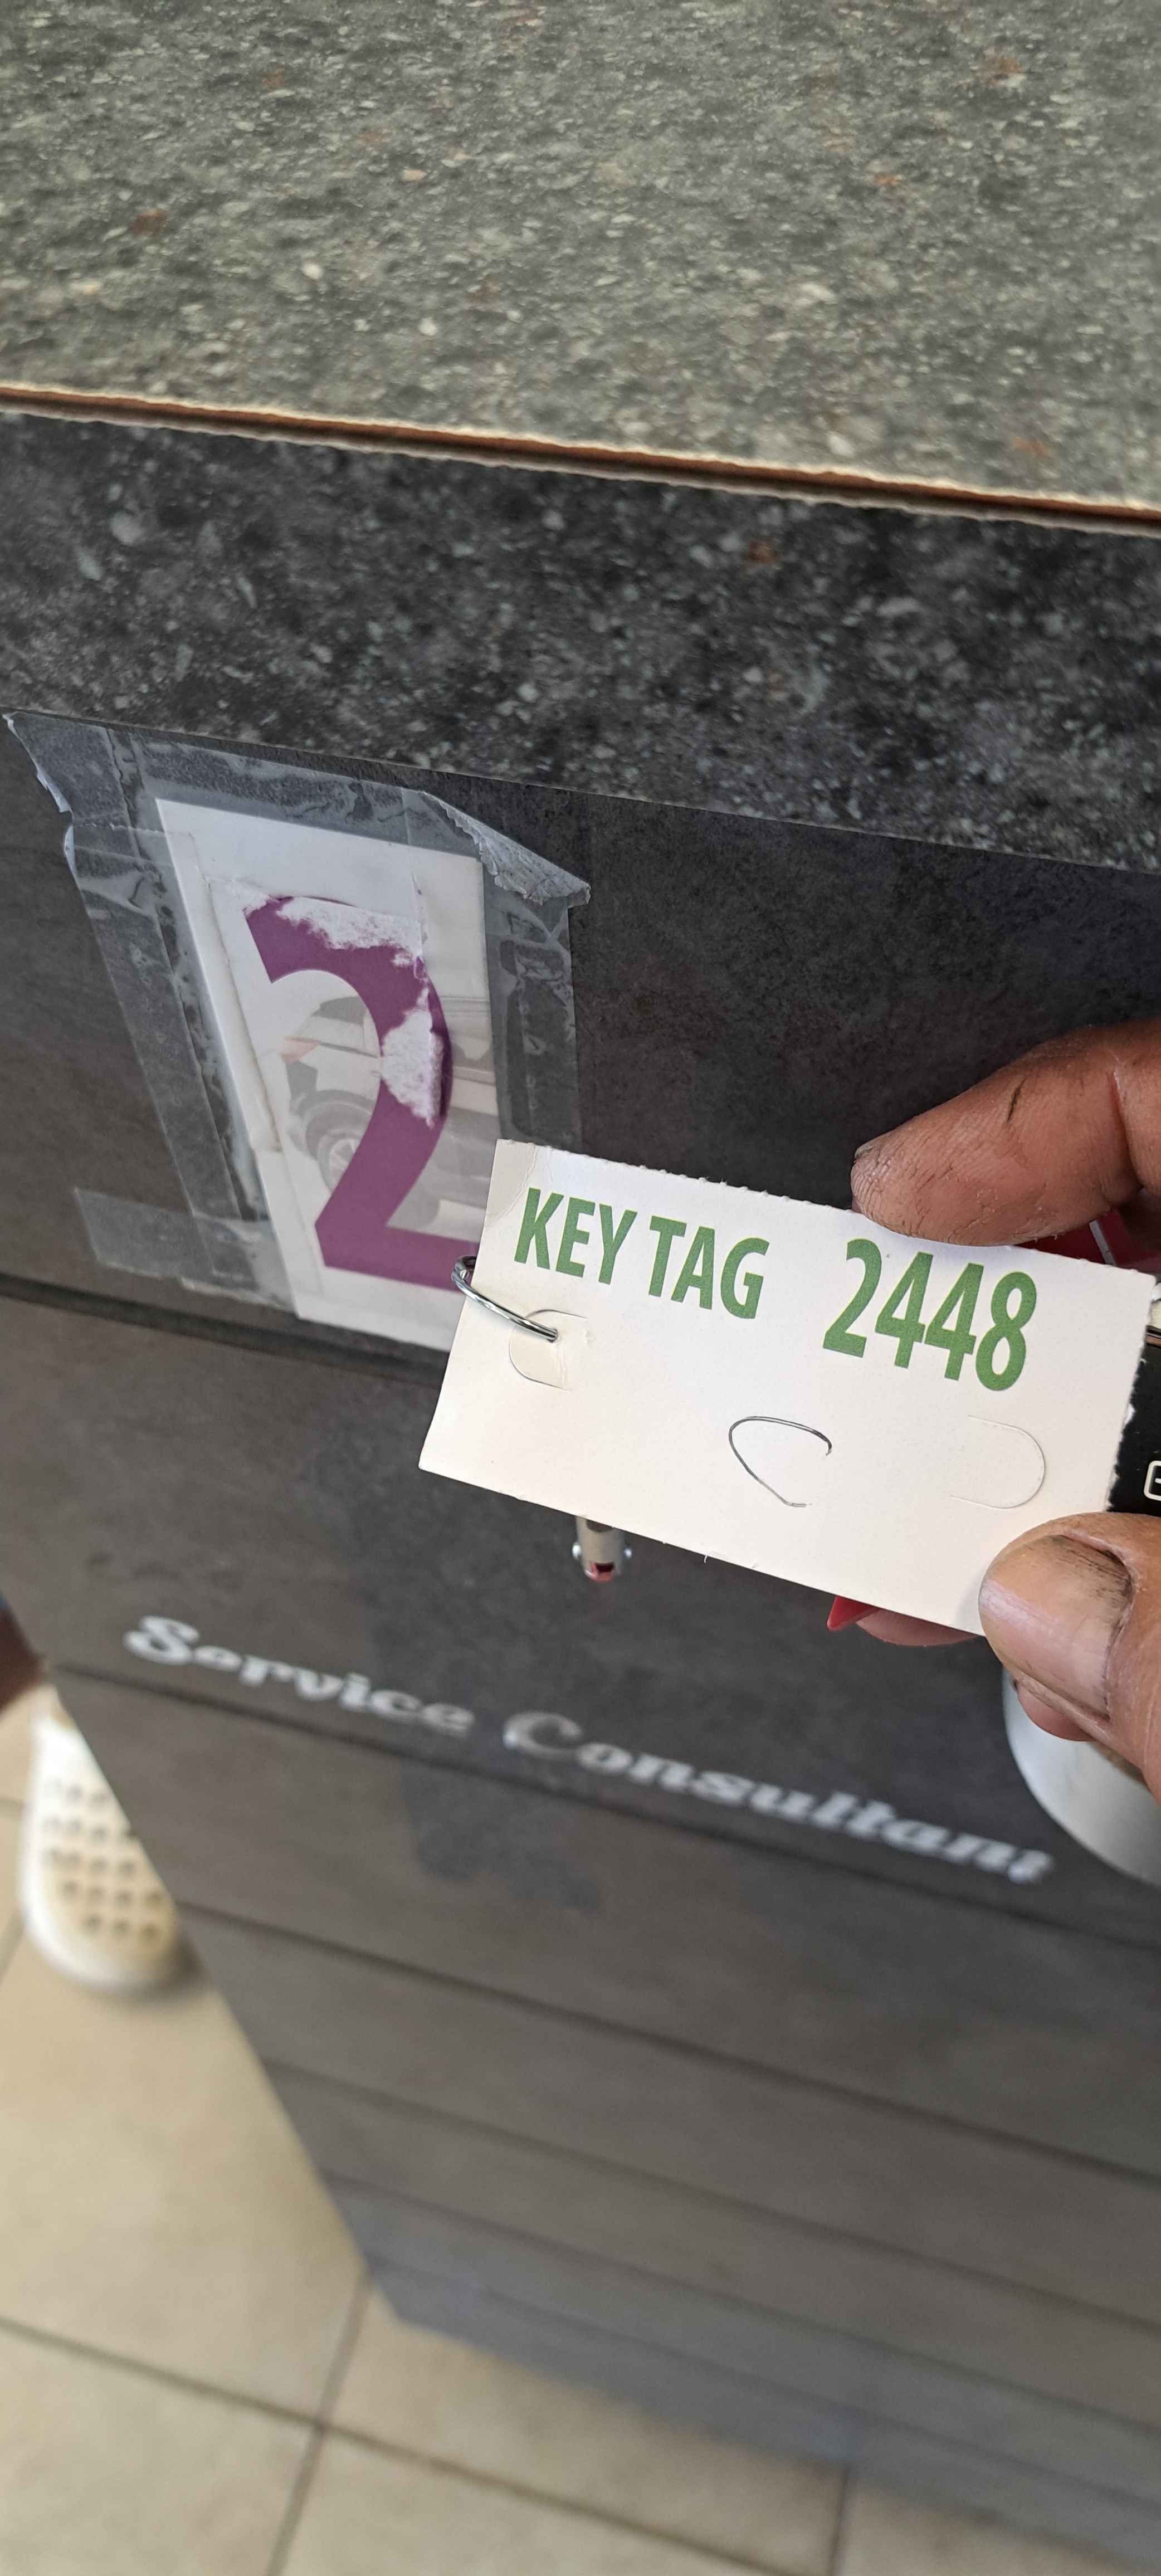 2
KEY TAG 2448
Service Consultant